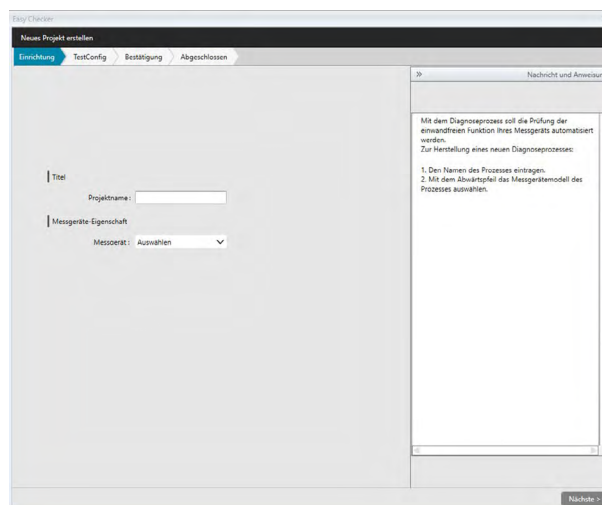 Easy Checker
Neues Projekt erstellen
Einrichtung
TestConfig
Bestätigung
Abgeschlossen
» Nachricht und Anweisun
Mit dem Diagnoseprozess soll die Prüfung der
einwandfreien Funktion Ihres Messgeräts automatisiert
werden.
Zur Herstellung eines neuen Diagnoseprozesses:
1. Den Namen des Prozesses eintragen.
2. Mit dem Abwärtspfeil das Messgerätemodell des
Prozesses auswählen.
Titel
Projektname :
Messgeräte-Eigenschaft
Messgerät : Auswählen
Nächste >